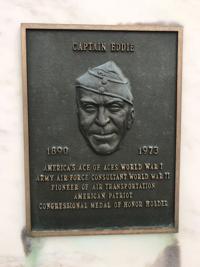 CAPTAIN EDDIE
1890 1973
AMERICA'S ACE OF ACES WORLD WAR I
ARMY AIR FORCE CONSULTANT WORLD WAR II
PIONEER OF AIR TRANSPORTATION
AMERICAN PATRIOT
CONGRESSIONAL MEDAL OF HONOR HOLDER